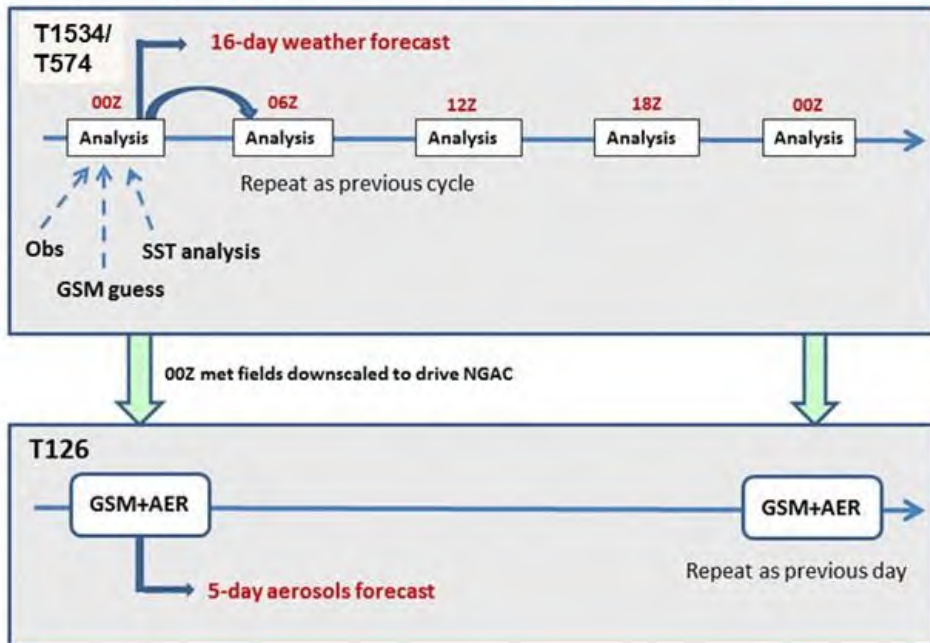 T1534/
T574
16-day weather forecast
00Z 06Z 12Z 18Z 00Z
Analysis Analysis Analysis Analysis Analysis
Repeat as previous cycle
Obs SST analysis
GSM guess
00Z met fields downscaled to drive NGAC
T126
GSM+AER GSM+AER
Repeat as previous day
5-day aerosols forecast